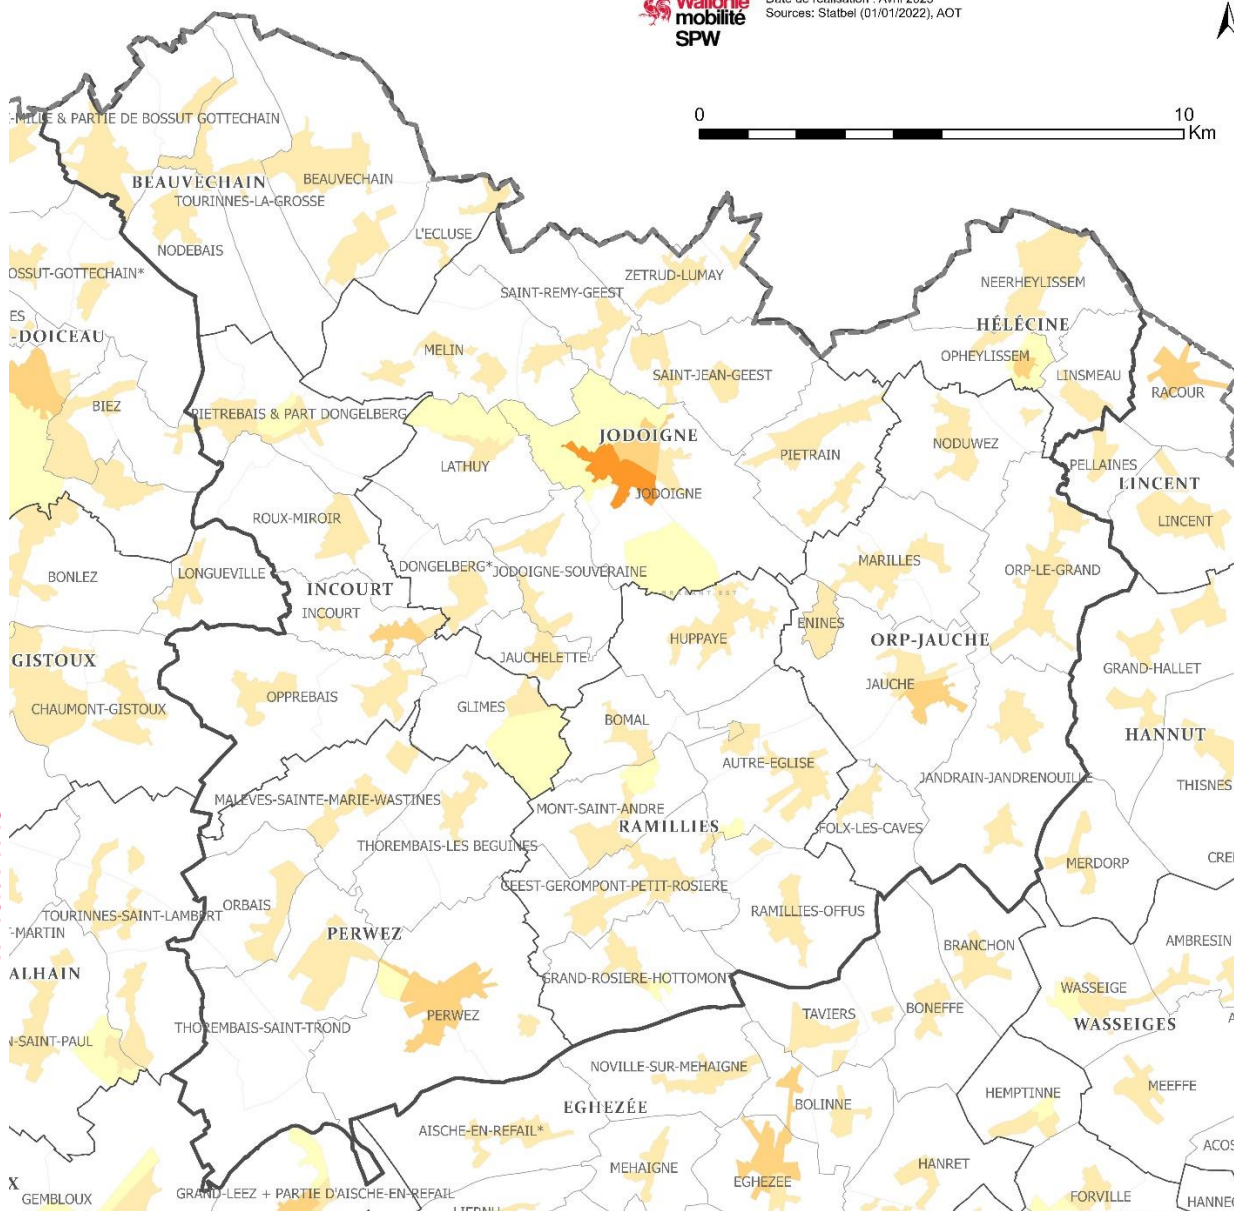 Wallonie
mobilité
SPW
Sources: Statbel (01/01/2022), AOT
0 10
Km
& PARTIE DE BOSSUT GOTTECHAIN
BEAUVECHAIN
BEAUVECHAIN
TOURINNES-LA-GROSSE
L'ECLUSE
NODEBAIS
OSSUT-GOTTECHAIN*
ZETRUD-LUMAY
NEERHEYLISSEM
SAINT-REMY-GEEST
ES
-DOICEAU
HÉLÉCINE
MELIN
OPHEYLISSEM
SAINT-JEAN-GEEST
LINSMEAU
RACOUR
BIEZ
PIETREBAIS & PART DONGELBERG
JODOIGNE
NODUWEZ
PIETRAIN
LATHUY
PELLAINES
LINCENT
JODOIGNE
ROUX-MIROIR
LINCENT
MARILLES
DONGELBERG*
JODOIGNE-SOUVERAINE
ORP-LE-GRAND
BONLEZ
LONGUEVILLE
INCOURT
INCOURT
ENINES
HUPPAYE
ORP-JAUCHE
GISTOUX
JAUCHELETTE
GRAND-HALLET
JAUCHE
OPPREBAIS
CHAUMONT-GISTOUX
GLIMES
BOMAL
HANNUT
AUTRE-EGLISE
JANDRAIN-JANDRENOUILLE
THISNES
MALEVES-SAINTE-MARIE-WASTINES
MONT-SAINT-ANDRE
RAMILLIES
FOLX-LES-CAVES
THOREMBAIS-LES BEGUINES
CRE
MERDORP
GEEST-GEROMPONT-PETIT-ROSIERE
ORBAIS
RAMILLIES-OFFUS
TOURINNES-SAINT-LAMBERT
T-MARTIN
PERWEZ
BRANCHON
AMBRESIN
ALHAIN
GRAND-ROSIERE-HOTTOMONT
WASSEIGE
BONEFFE
PERWEZ
TAVIERS
WASSEIGES
THOREMBAIS-SAINT-TROND
N-SAINT-PAUL
NOVILLE-SUR-MEHAIGNE
MEEFFE
HEMPTINNE
BOLINNE
EGHEZÉE
AISCHE-EN-REFAIL*
ACOS
HANRET
MEHAIGNE
EGHEZEE
X
GEMBLOUX
GRAND-LEEZ + PARTIE D'AISCHE-EN-REFAIL
FORVILLE